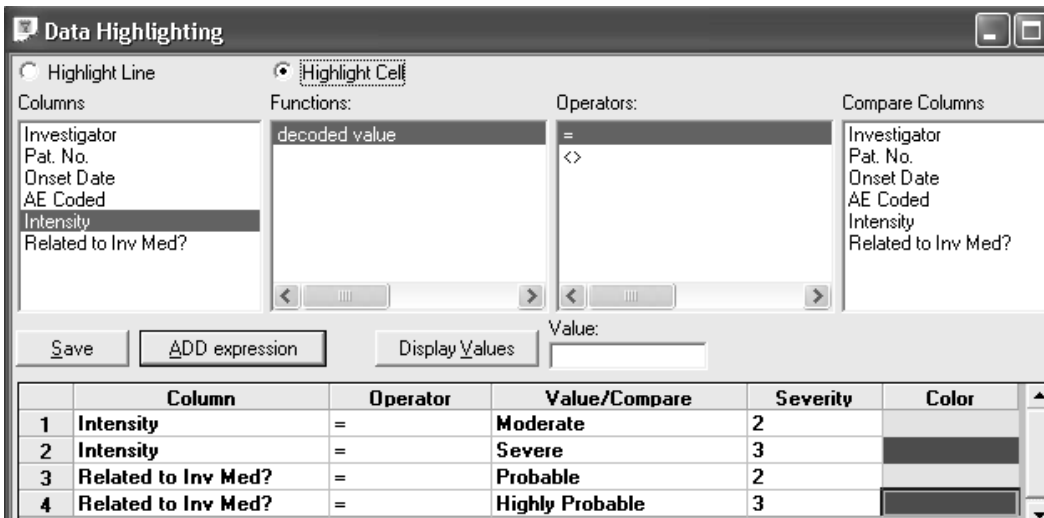 Data Highlighting
Highlight Line Highlight Cell
Columns Functions: Operators: Compare Columns
Investigator decoded value = Investigator
Pat. No. <> Pat. No.
Onset Date Onset Date
AE Coded AE Coded
Intensity Intensity
Related to Inv Med? Related to Inv Med?
Value:
Save ADD expression Display Values
Column Operator Value/Compare Severity Color
1 Intensity = Moderate 2
2 Intensity = Severe 3
3 Related to Inv Med? = Probable 2
4 Related to Inv Med? = Highly Probable 3